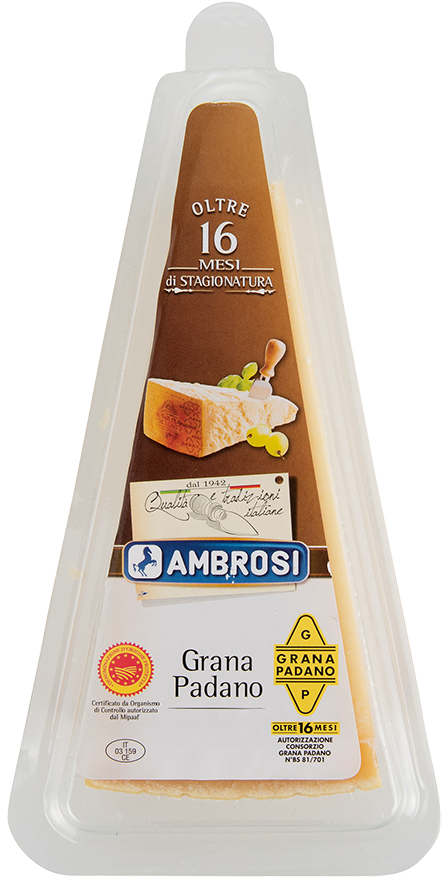 OLTRE
16
MESI
di STAGIONATURA
dal 1942
Qualità e tradizioni
italiane
AMBROSI
Grana
Padano
G
GRANA
PADANO
P
OLTRE 16 MESI
AUTORIZZAZIONE
CONSORZIO
GRANA PADANO
N°BS 81/701
Certificato da Organismo
di Controllo autorizzato
dal Mipaaf
IT
03 159
CE